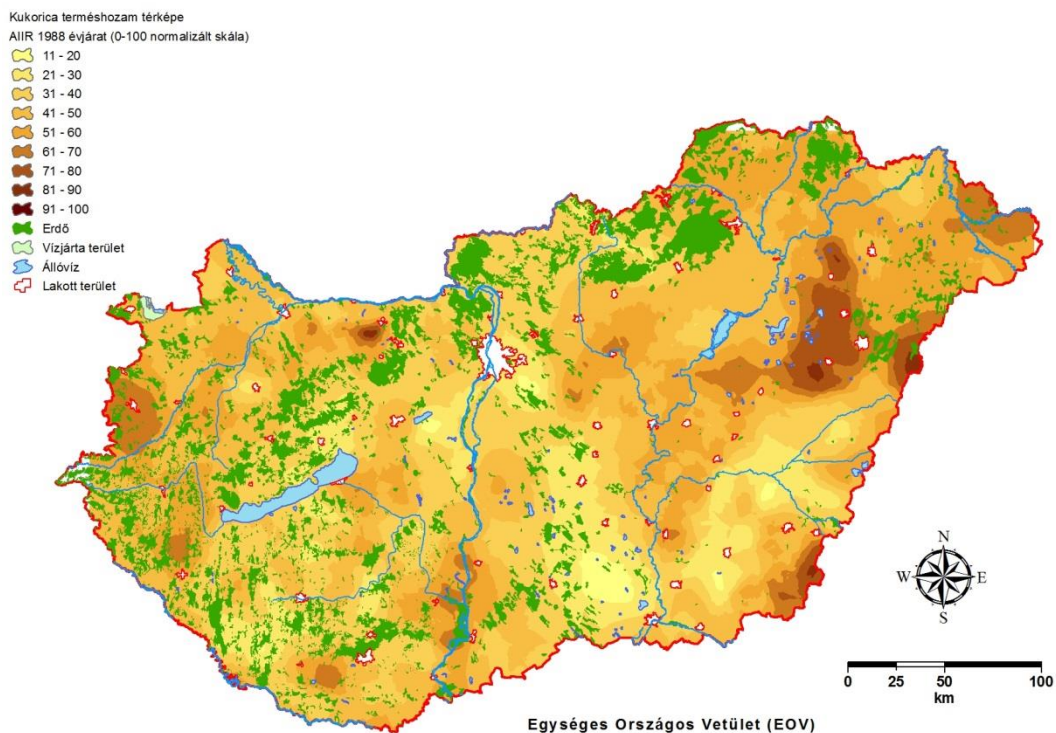 Kukorica terméshozam térképe
AIIR 1988 évjárat (0-100 normalizált skála)
11 - 20
21 - 30
31 - 40
41 - 50
51 - 60
61 - 70
71 - 80
81 - 90
91 - 100
Erdő
Vízjárta terület
Állóvíz
Lakott terület
N
W E
S
0 25 50 100
km
Egységes Országos Vetület (EOV)